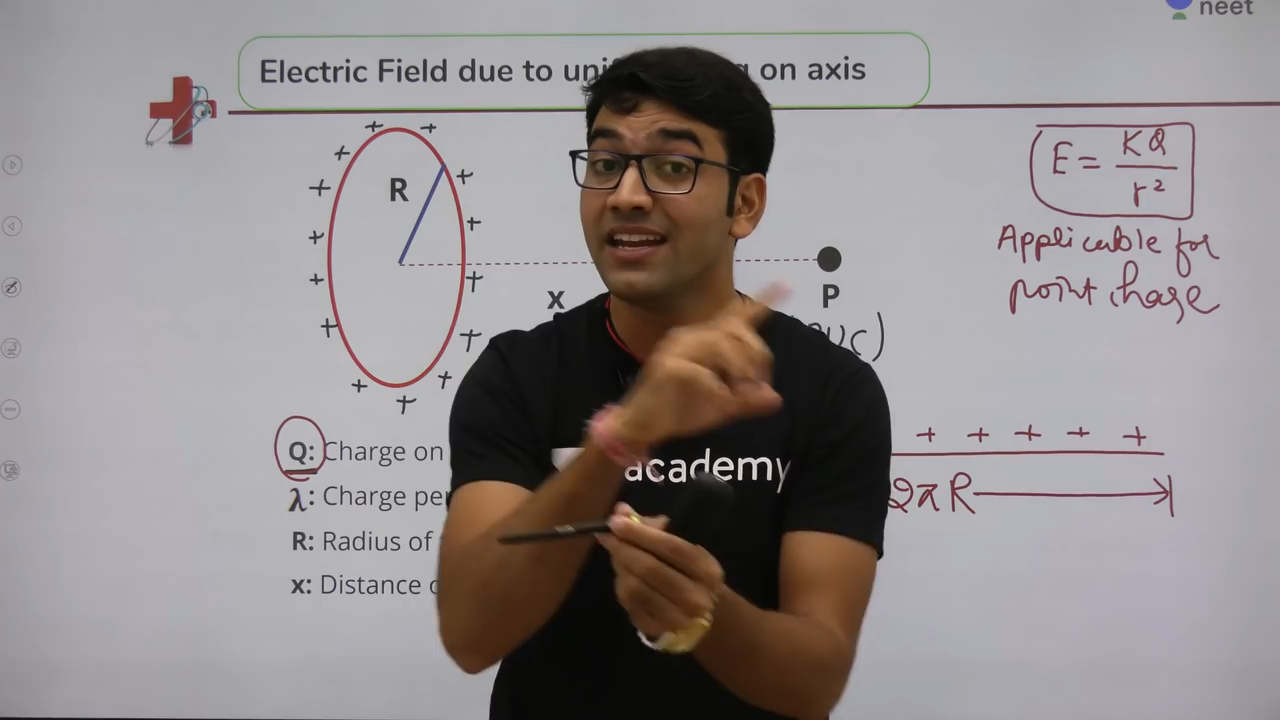 neet
Electric Field due to uni g on axis
R
E = KQ / r²
Applicable for
point charge
x
P
Q: Charge on
λ: Charge per
R: Radius of
x: Distance
academy
+ + + + +
2πR